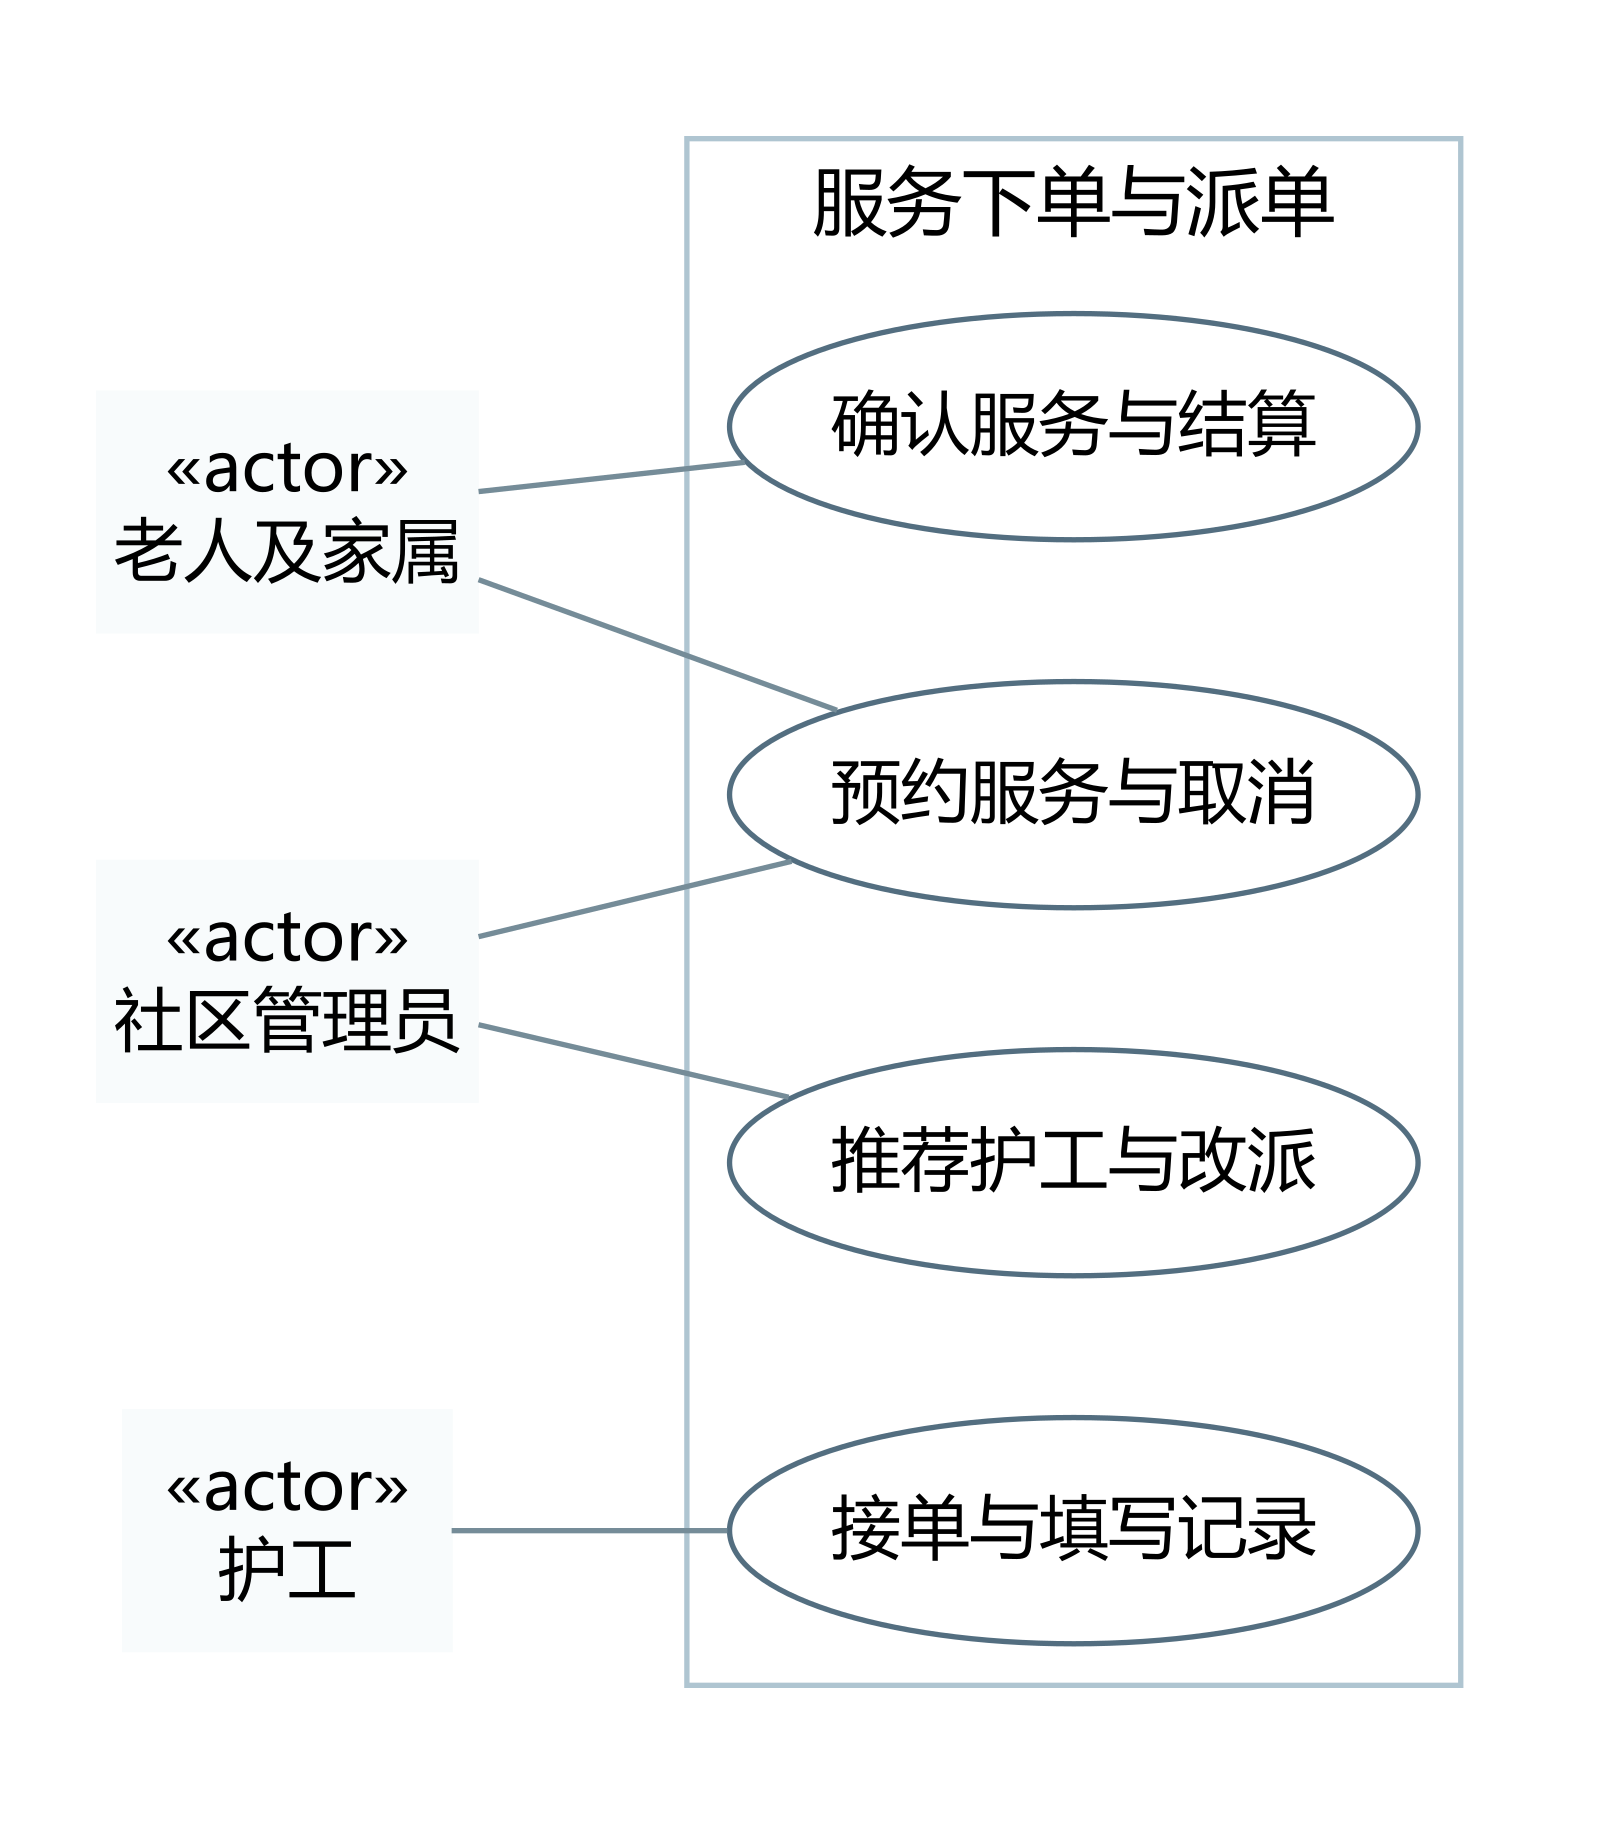 服务下单与派单
确认服务与结算
«actor»
老人及家属
预约服务与取消
«actor»
社区管理员
推荐护工与改派
«actor»
护工
接单与填写记录